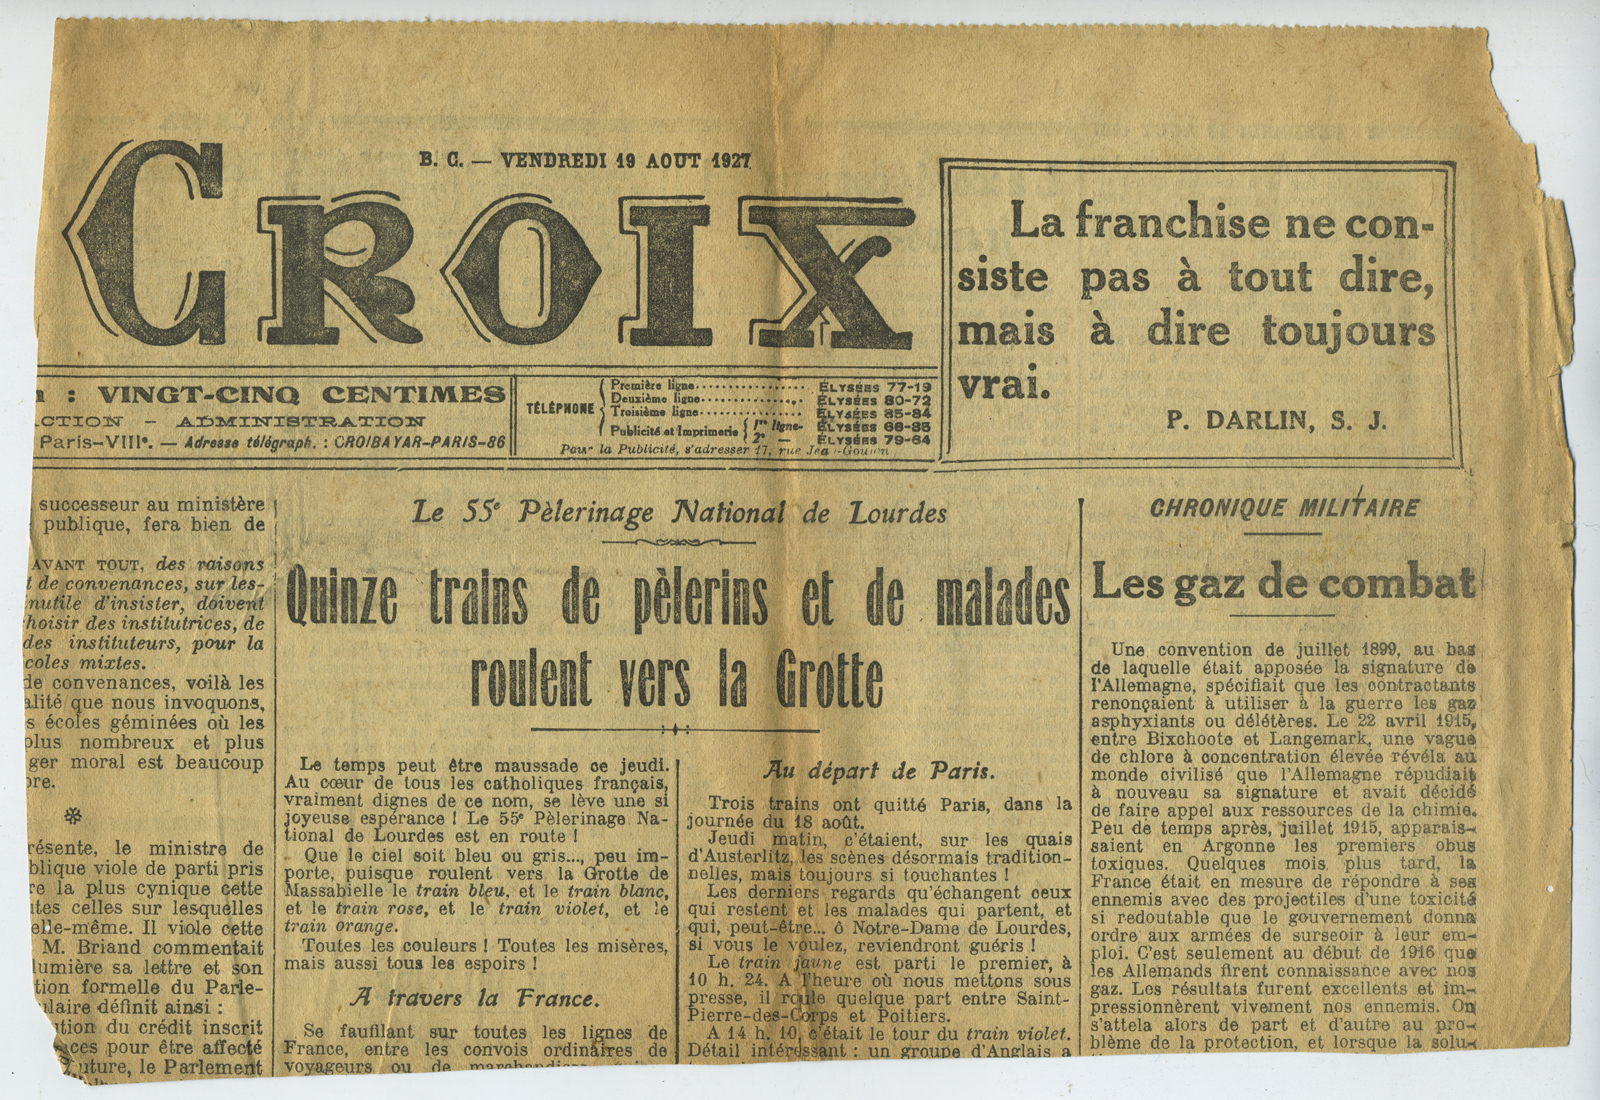 B. C. — VENDREDI 19 AOUT 1927
CROIX
La franchise ne con-
siste pas à tout dire,
mais à dire toujours
vrai.
P. DARLIN, S. J.
: VINGT-CINQ CENTIMES
CTION - ADMINISTRATION
Paris-VIIIe. — Adresse télégraph. : CROIBAYAR-PARIS-86
TÉLÉPHONE
Première ligne ÉLYSÉES 77-19
Deuxième ligne ÉLYSÉES 80-72
Troisième ligne ÉLYSÉES 85-84
Publicité et Imprimerie 1re ligne- ÉLYSÉES 66-85
2e — ÉLYSÉES 79-64
Pour la Publicité, s'adresser 17, rue Jean-Goujon
successeur au ministère
publique, fera bien de
AVANT TOUT, des raisons
t de convenances, sur les-
nutile d'insister, doivent
hoisir des institutrices, de
des instituteurs, pour la
coles mixtes.
de convenances, voilà les
alité que nous invoquons,
s écoles géminées où les
plus nombreux et plus
ger moral est beaucoup
ore.
résente, le ministre de
blique viole de parti pris
re la plus cynique cette
utes celles sur lesquelles
elle-même. Il viole cette
M. Briand commentait
lumière sa lettre et son
tion formelle du Parle-
ulaire définit ainsi :
ution du crédit inscrit
ces pour être affecté
uture, le Parlement
Le 55e Pèlerinage National de Lourdes
Quinze trains de pèlerins et de malades
roulent vers la Grotte
Le temps peut être maussade ce jeudi.
Au cœur de tous les catholiques français,
vraiment dignes de ce nom, se lève une si
joyeuse espérance ! Le 55e Pèlerinage Na-
tional de Lourdes est en route !
Que le ciel soit bleu ou gris..., peu im-
porte, puisque roulent vers la Grotte de
Massabielle le train bleu, et le train blanc,
et le train rose, et le train violet, et le
train orange.
Toutes les couleurs ! Toutes les misères,
mais aussi tous les espoirs !
A travers la France.
Se faufilant sur toutes les lignes de
France, entre les convois ordinaires de
voyageurs ou de marchandises
Au départ de Paris.
Trois trains ont quitté Paris, dans la
journée du 18 août.
Jeudi matin, c'étaient, sur les quais
d'Austerlitz, les scènes désormais tradition-
nelles, mais toujours si touchantes !
Les derniers regards qu'échangent ceux
qui restent et les malades qui partent, et
qui, peut-être... ô Notre-Dame de Lourdes,
si vous le voulez, reviendront guéris !
Le train jaune est parti le premier, à
10 h. 24. A l'heure où nous mettons sous
presse, il roule quelque part entre Saint-
Pierre-des-Corps et Poitiers.
A 14 h. 10, c'était le tour du train violet.
Détail intéressant : un groupe d'Anglais a
CHRONIQUE MILITAIRE
Les gaz de combat
Une convention de juillet 1899, au bas
de laquelle était apposée la signature de
l'Allemagne, spécifiait que les contractants
renonçaient à utiliser à la guerre les gaz
asphyxiants ou délétères. Le 22 avril 1915,
entre Bixchoote et Langemark, une vague
de chlore à concentration élevée révéla au
monde civilisé que l'Allemagne répudiait
à nouveau sa signature et avait décidé
de faire appel aux ressources de la chimie.
Peu de temps après, juillet 1915, apparais-
saient en Argonne les premiers obus
toxiques. Quelques mois plus tard, la
France était en mesure de répondre à ses
ennemis avec des projectiles d'une toxicité
si redoutable que le gouvernement donna
ordre aux armées de surseoir à leur em-
ploi. C'est seulement au début de 1916 que
les Allemands firent connaissance avec nos
gaz. Les résultats furent excellents et im-
pressionnèrent vivement nos ennemis. On
s'attela alors de part et d'autre au pro-
blème de la protection, et lorsque la solu-